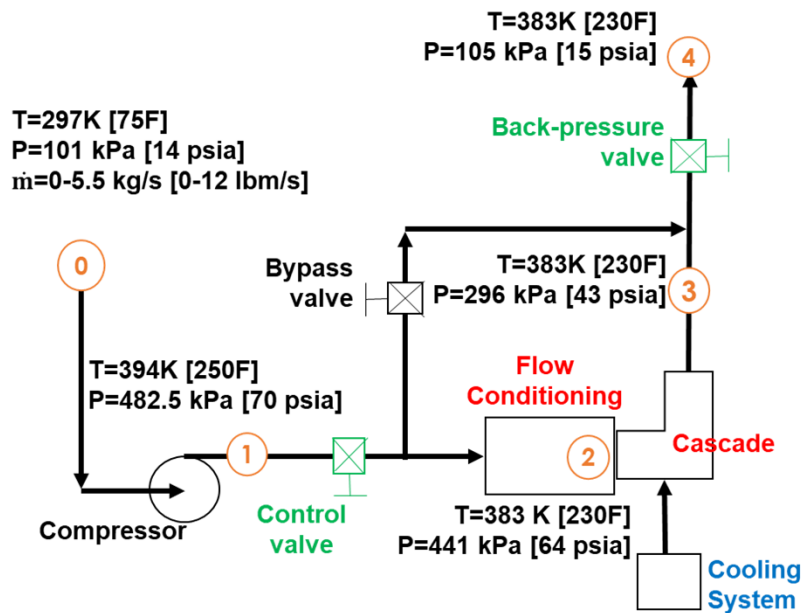 T=383K [230F]
P=105 kPa [15 psia]
4
T=297K [75F]
P=101 kPa [14 psia]
ṁ=0-5.5 kg/s [0-12 lbm/s]
Back-pressure
valve
0
Bypass
valve
T=383K [230F]
P=296 kPa [43 psia]
3
T=394K [250F]
P=482.5 kPa [70 psia]
Flow
Conditioning
1
2
Cascade
Compressor
Control
valve
T=383 K [230F]
P=441 kPa [64 psia]
Cooling
System